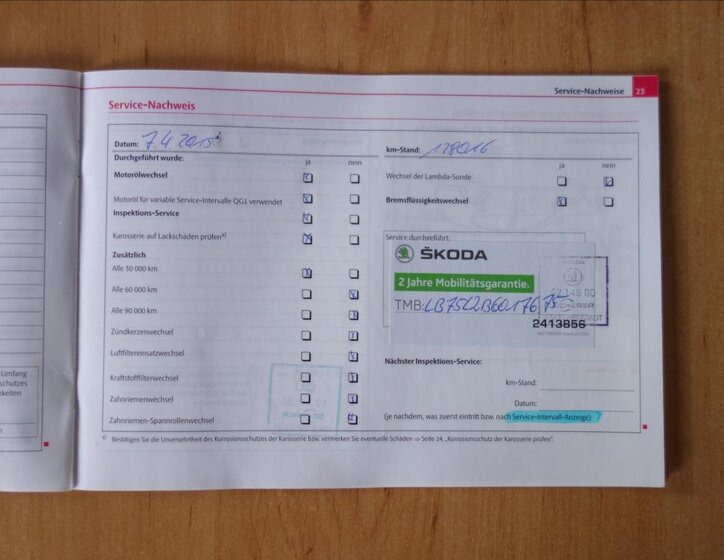 Service-Nachweise 23
Service-Nachweis
Datum: 7.4.2015
km-Stand: 128016
Durchgeführt wurde:
ja nein
ja nein
Motorölwechsel
Wechsel der Lambda-Sonde
Motoröl für variable Service-Intervalle QG1 verwendet
Bremsflüssigkeitswechsel
Inspektions-Service
Karosserie auf Lackschäden prüfen a)
Service durchgeführt:
ŠKODA
Zusätzlich
Alle 30 000 km
2 Jahre Mobilitätsgarantie.
Alle 60 000 km
TMB:
Alle 90 000 km
2413856
Zündkerzenwechsel
Luftfiltereinsatzwechsel
Nächster Inspektions-Service:
Kraftstofffilterwechsel
km-Stand:
Zahnriemenwechsel
Datum:
Zahnriemen-Spannrollenwechsel
(je nachdem, was zuerst eintritt bzw. nach Service-Intervall-Anzeige).
a) Bestätigen Sie die Unversehrtheit des Korrosionsschutzes der Karosserie bzw. vermerken Sie eventuelle Schäden ⇒ Seite 24, „Korrosionsschutz der Karosserie prüfen".
Umfang
schutzes
keiten